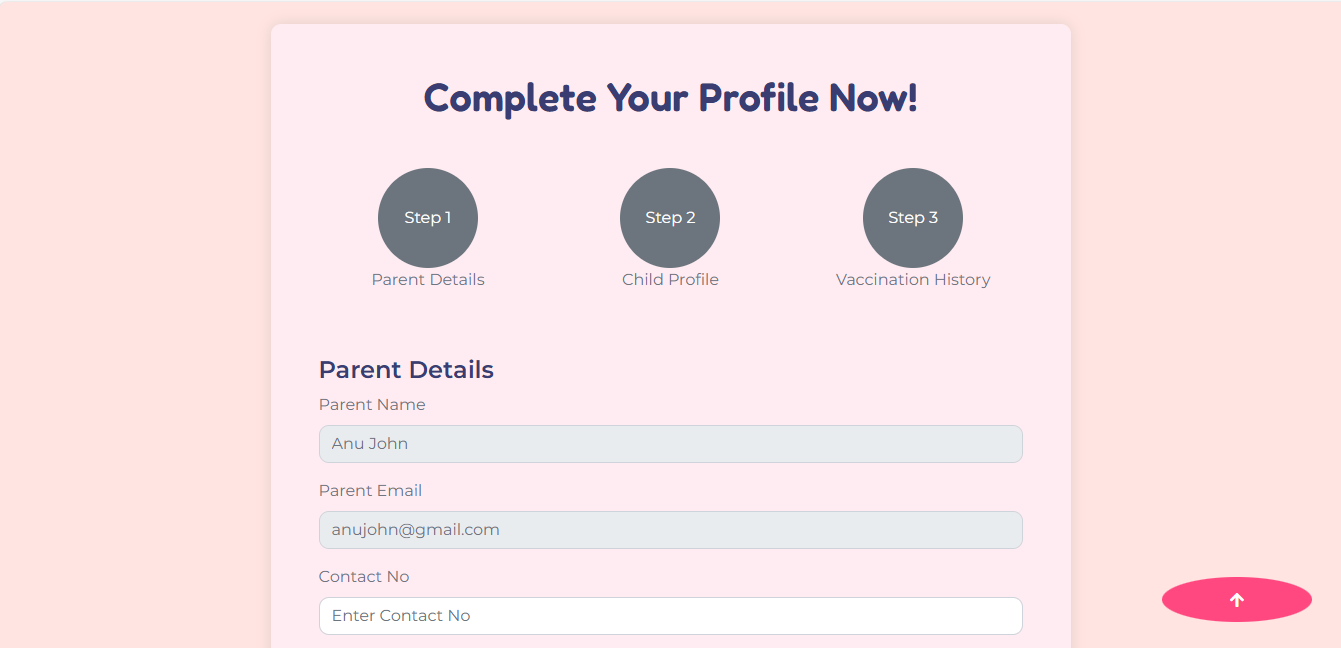 Complete Your Profile Now!
Step 1
Step 2
Step 3
Parent Details
Child Profile
Vaccination History
Parent Details
Parent Name
Anu John
Parent Email
anujohn@gmail.com
Contact No
Enter Contact No